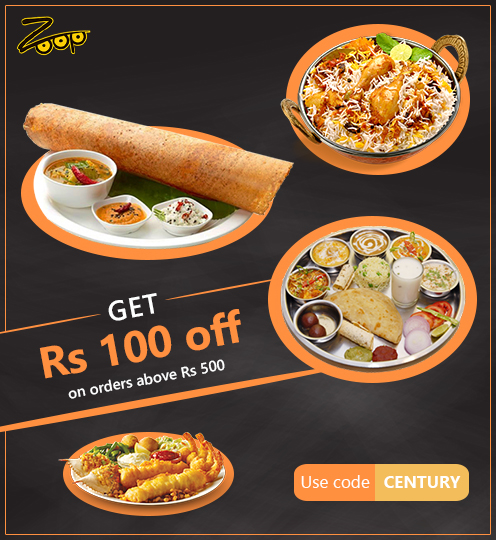 Zoop
GET
Rs 100 off
on orders above Rs 500
Use code CENTURY